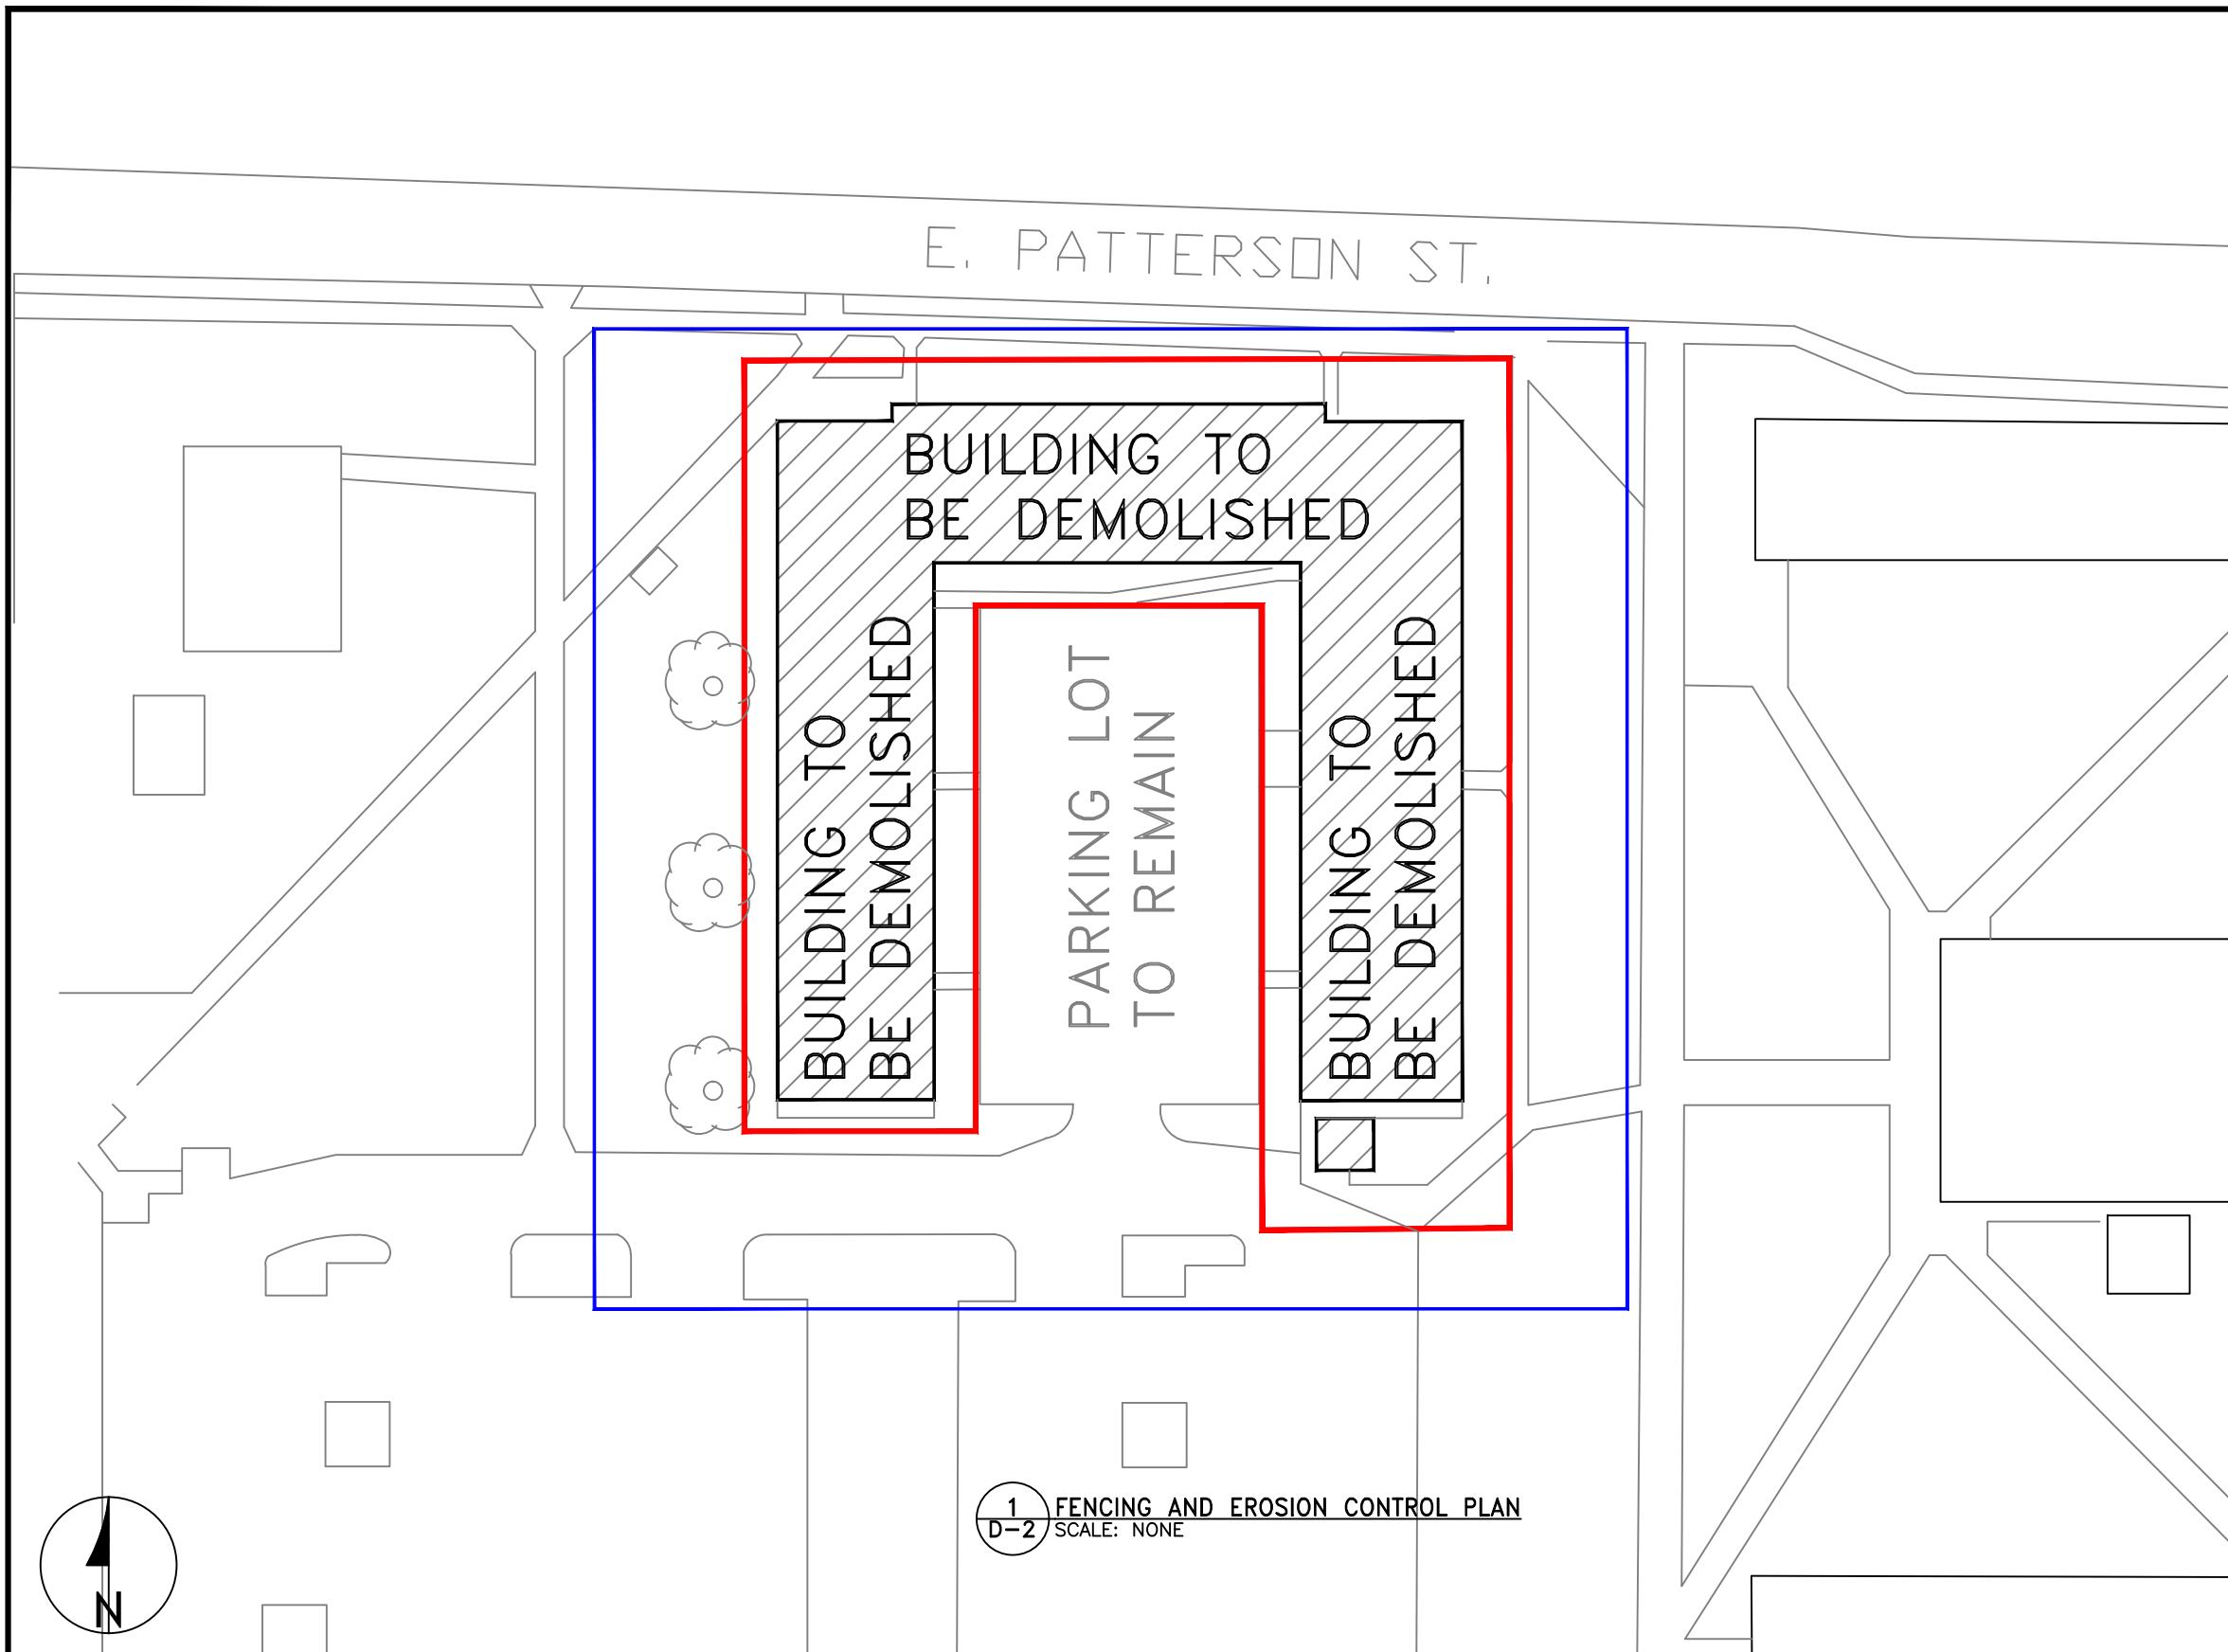 E. PATTERSON ST.
BUILDING TO
BE DEMOLISHED
BUILDING TO
BE DEMOLISHED
PARKING LOT
TO REMAIN
BUILDING TO
BE DEMOLISHED
1
D-2
FENCING AND EROSION CONTROL PLAN
SCALE: NONE
N